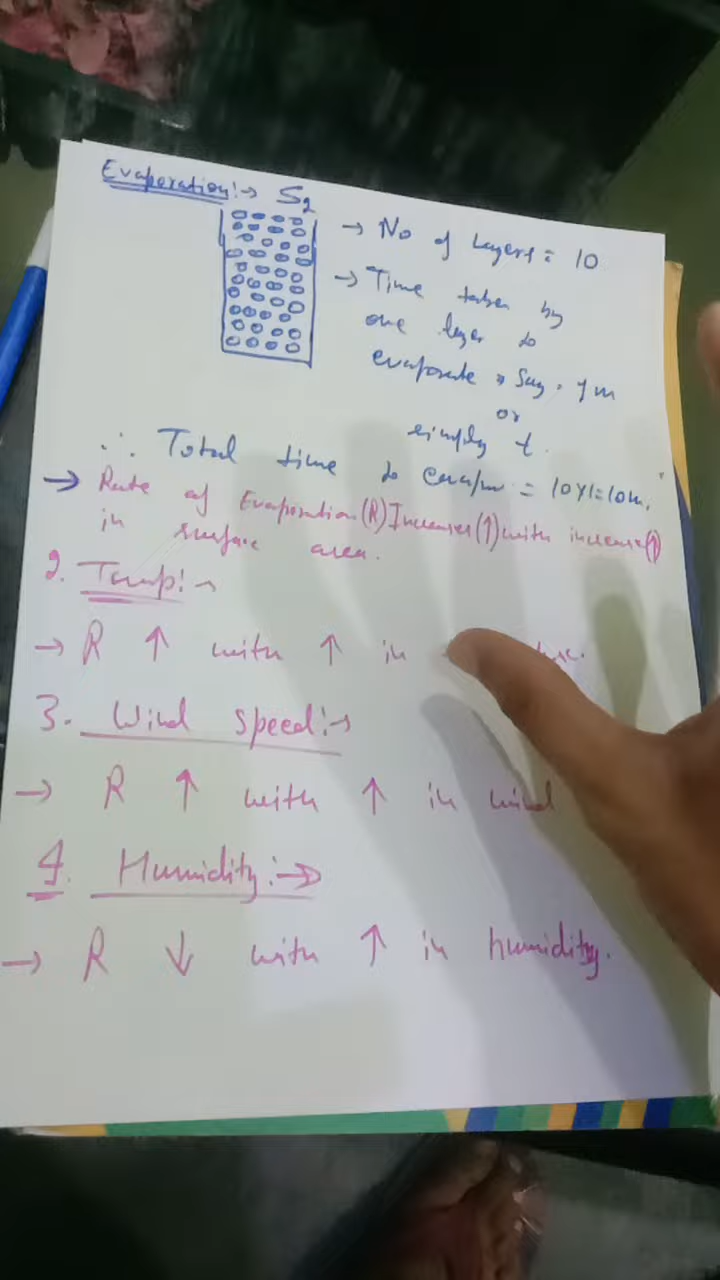 Evaporation:→ S2
→ No of layers = 10
→ Time taken by
one layer to
evaporate = Say = 1m
or
simply t.
∴ Total time to evapor = 10×1=10m.
→ Rate of Evaporation(R) Increases(↑) with increase(↑)
in surface area.
2. Temp:→
→ R ↑ with ↑ in
3. Wind speed:→
→ R ↑ with ↑ in wind
4. Humidity:→
→ R ↓ with ↑ in humidity.